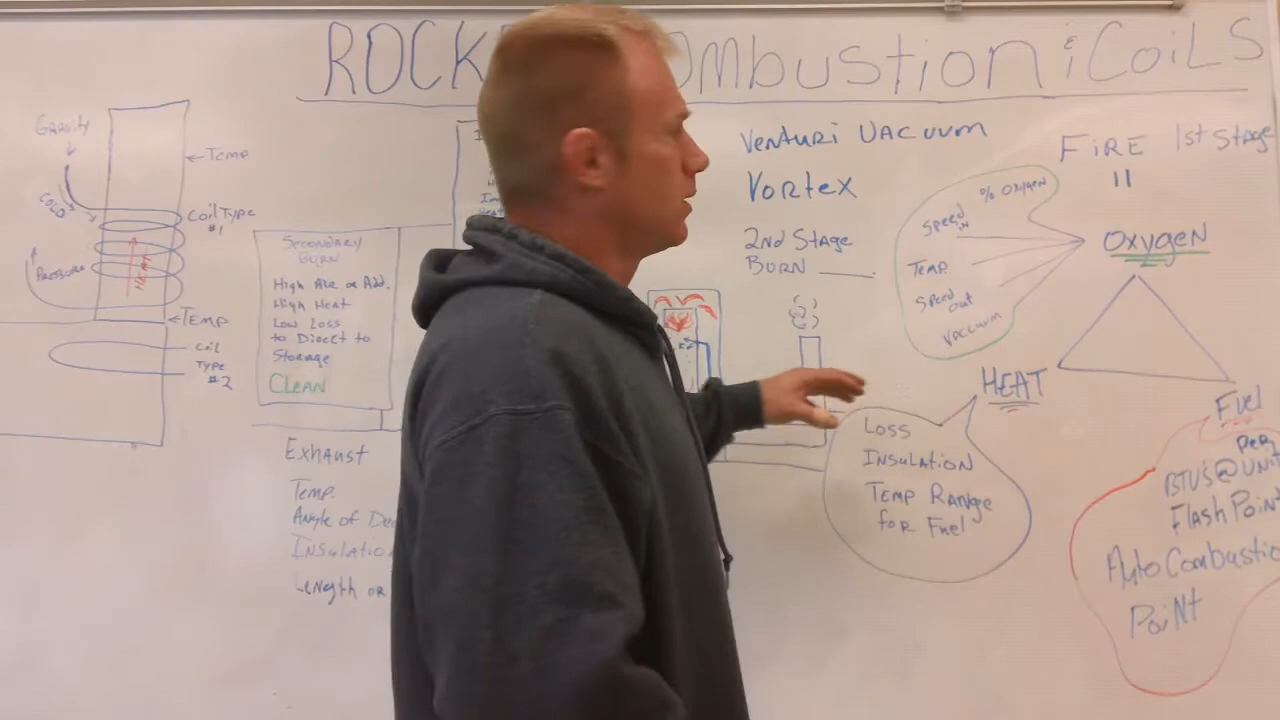 ROCK
ombustion & COILS
GRAVITY
COLD
TEMP
COIL TYPE
#1
PRESSURE
HEAT
TEMP
COIL
TYPE
#2
SECONDARY
BURN
HIGH AIR or ADD.
HIGH HEAT
LOW LOSS
to DIRECT to
STORAGE
CLEAN
EXHAUST
TEMP.
ANGLE OF DE
INSULATIO
LENGTH OR
VENTURI VACUUM
VORTEX
2ND STAGE
BURN
FIRE 1ST STAGE
% OXYGEN
SPEED
IN
TEMP.
SPEED OUT
VACCUUM
OXYGEN
HEAT
LOSS
INSULATION
TEMP RANGE
FOR FUEL
FUEL
PER
BTU'S @ UNIT
FLASH POINT
AUTO COMBUSTIO
POINT